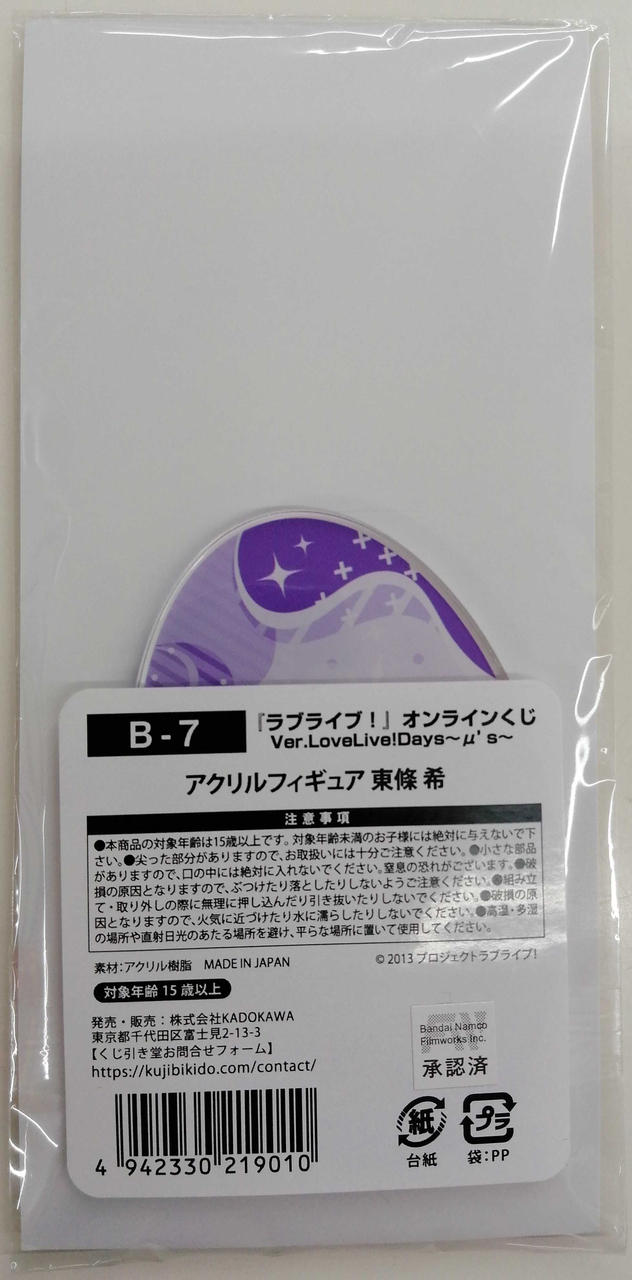 B-7
『ラブライブ！』オンラインくじ
Ver.LoveLive!Days～μ's～
アクリルフィギュア 東條 希
注意事項
●本商品の対象年齢は15歳以上です。対象年齢未満のお子様には絶対に与えないで下
さい。●尖った部分がありますので、お取扱いには十分ご注意ください。●小さな部品
がありますので、口の中には絶対に入れないでください。窒息の恐れがございます。●破
損の原因となりますので、ぶつけたり落としたりしないようご注意ください。●組み立
て・取り外しの際に無理に押し込んだり引き抜いたりしないでください。●破損の原
因となりますので、火気に近づけたり水に濡らしたりしないでください。●高温・多湿
の場所や直射日光のあたる場所を避け、平らな場所に置いて使用してください。
素材:アクリル樹脂 MADE IN JAPAN
© 2013 プロジェクトラブライブ!
対象年齢 15 歳以上
発売・販売：株式会社KADOKAWA
東京都千代田区富士見2-13-3
【くじ引き堂お問合せフォーム】
https://kujibikido.com/contact/
Bandai Namco
Filmworks Inc.
承認済
紙
台紙
プラ
袋:PP
4 942330 219010